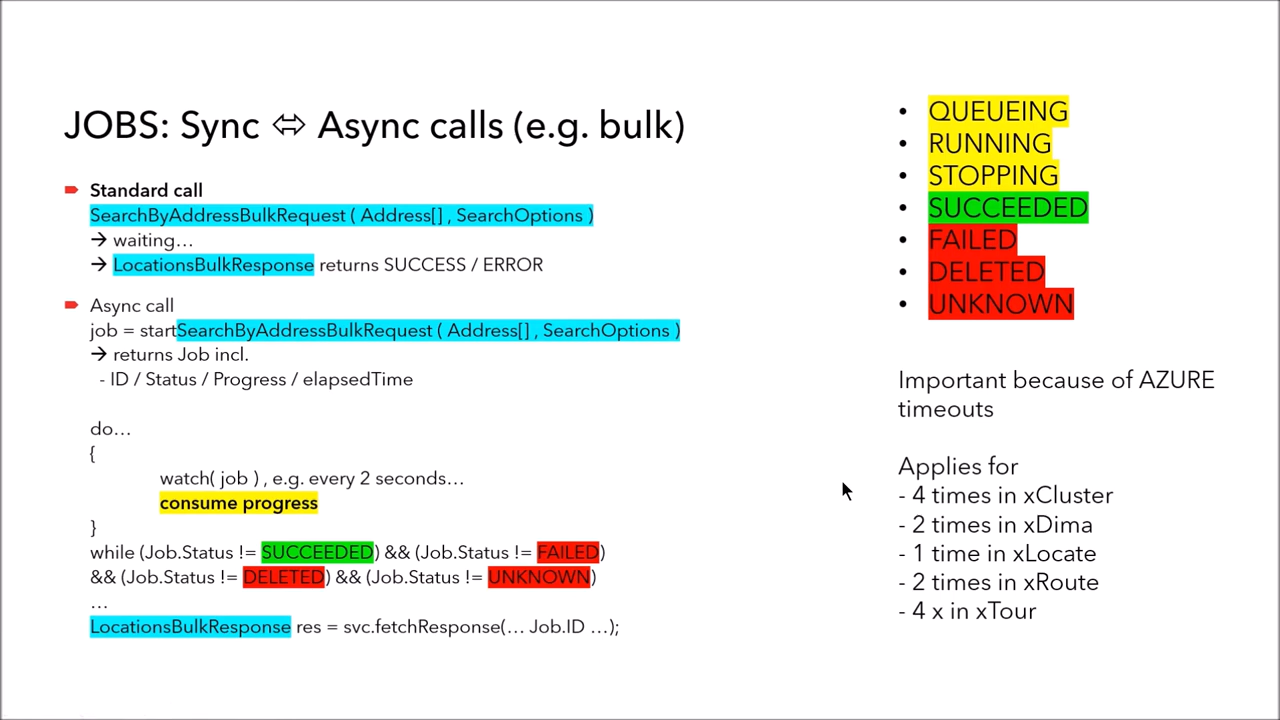 JOBS: Sync ⬄ Async calls (e.g. bulk)
Standard call
SearchByAddressBulkRequest ( Address[] , SearchOptions )
→ waiting…
→ LocationsBulkResponse returns SUCCESS / ERROR
Async call
job = startSearchByAddressBulkRequest ( Address[] , SearchOptions )
→ returns Job incl.
- ID / Status / Progress / elapsedTime
do…
{
watch( job ) , e.g. every 2 seconds…
consume progress
}
while (Job.Status != SUCCEEDED) && (Job.Status != FAILED)
&& (Job.Status != DELETED) && (Job.Status != UNKNOWN)
…
LocationsBulkResponse res = svc.fetchResponse(… Job.ID …);
• QUEUEING
• RUNNING
• STOPPING
• SUCCEEDED
• FAILED
• DELETED
• UNKNOWN
Important because of AZURE
timeouts
Applies for
- 4 times in xCluster
- 2 times in xDima
- 1 time in xLocate
- 2 times in xRoute
- 4 x in xTour